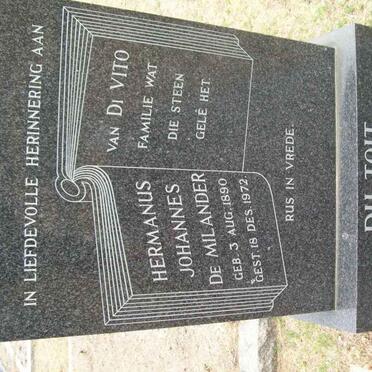 IN LIEFDEVOLLE HERINNERING AAN
HERMANUS
JOHANNES
DE MILANDER
GEB. 3 AUG. 1890
GEST. 18 DES. 1972
VAN DI VITO
FAMILIE WAT
DIE STEEN
GELÊ HET.
RUS IN VREDE.
DU TOIT